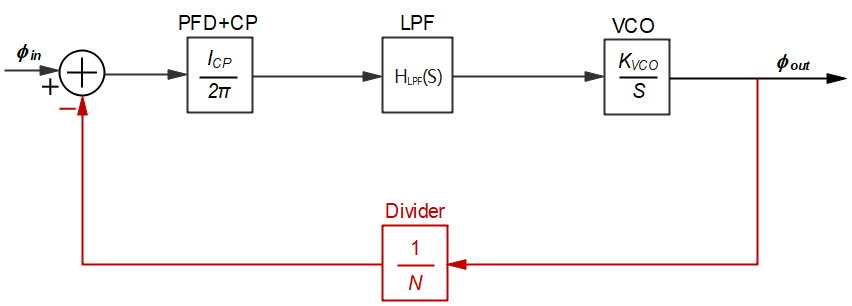 PFD+CP
LPF
VCO
ϕin
+
−
ICP
2π
HLPF(S)
KVCO
S
ϕout
Divider
1
N